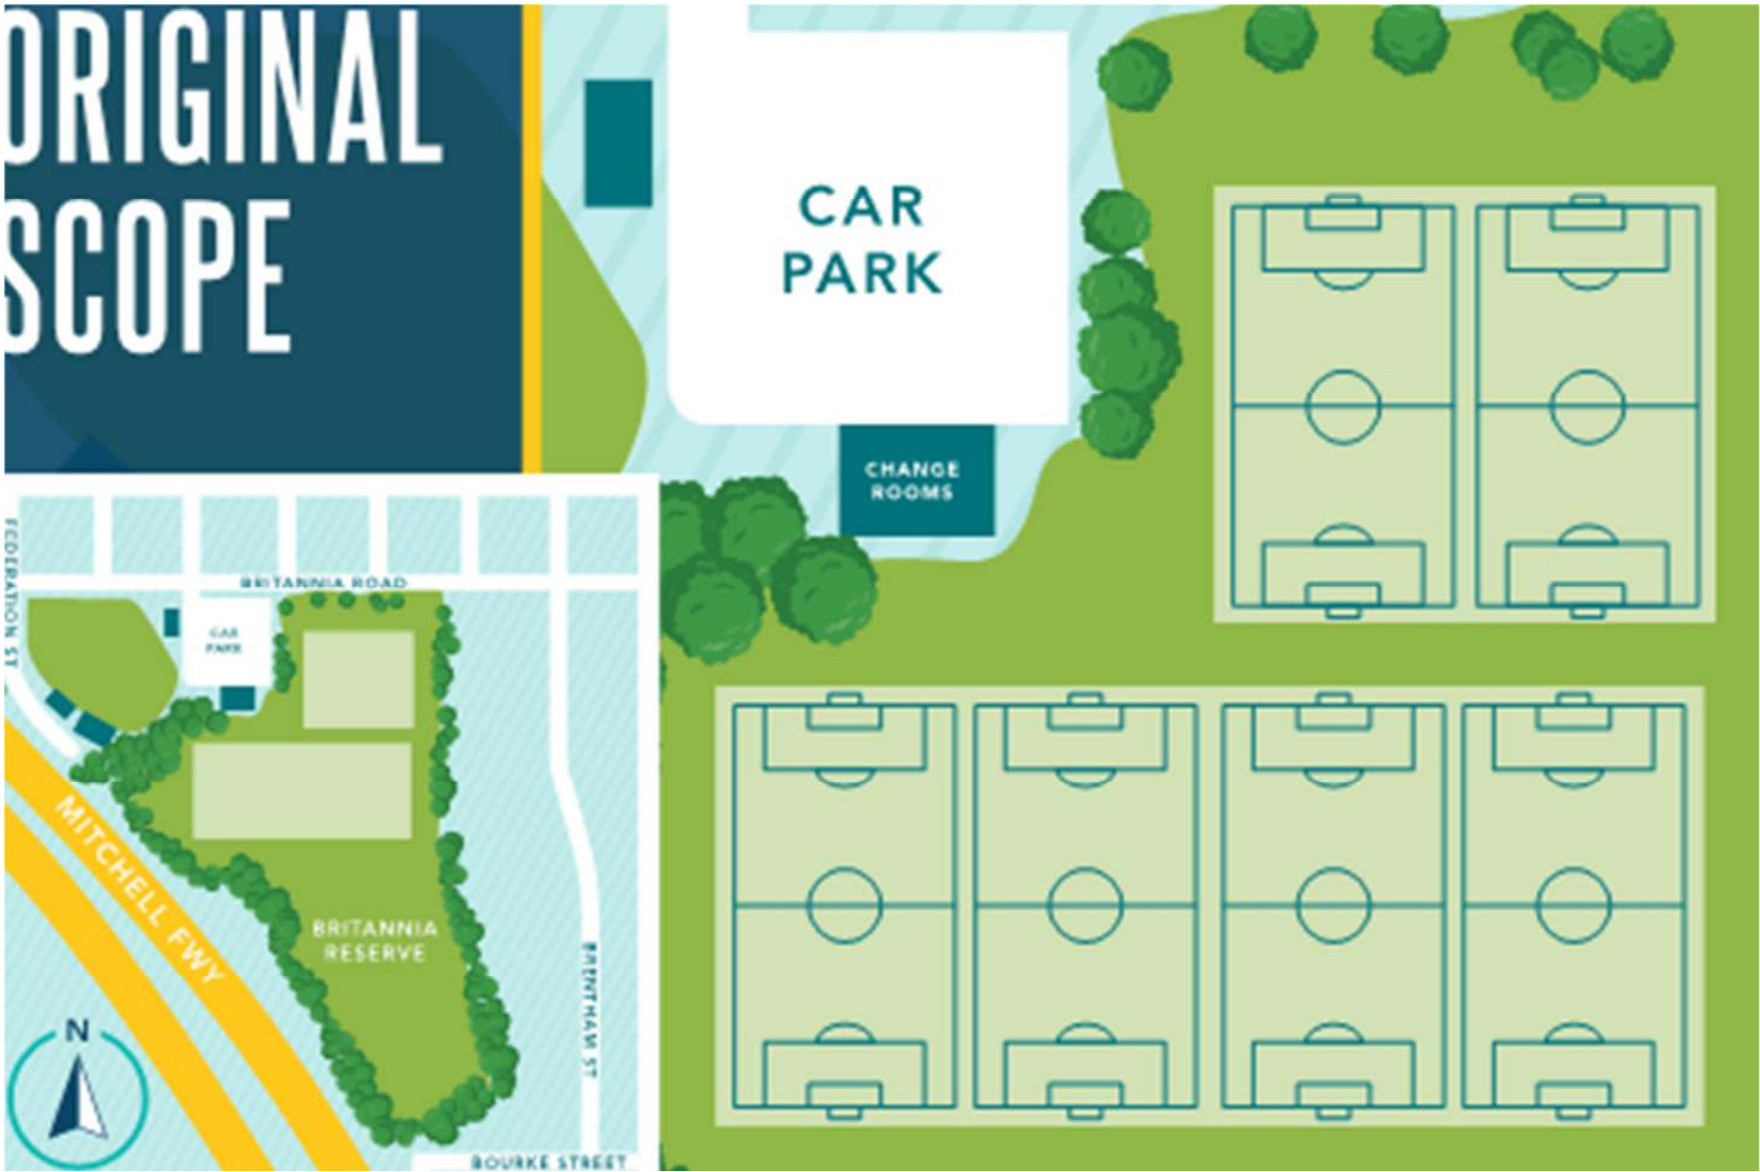 ORIGINAL
SCOPE
CAR
PARK
CHANGE
ROOMS
FEDERATION ST
BRITANNIA ROAD
CAR
PARK
MITCHELL FWY
BRITANNIA
RESERVE
BRENTHAM ST
N
BOURKE STREET